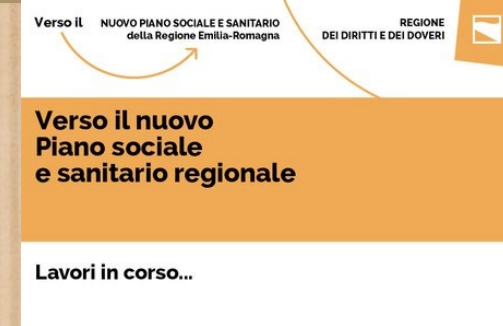 Verso il
NUOVO PIANO SOCIALE E SANITARIO
della Regione Emilia-Romagna
REGIONE
DEI DIRITTI E DEI DOVERI
Verso il nuovo
Piano sociale
e sanitario regionale
Lavori in corso...